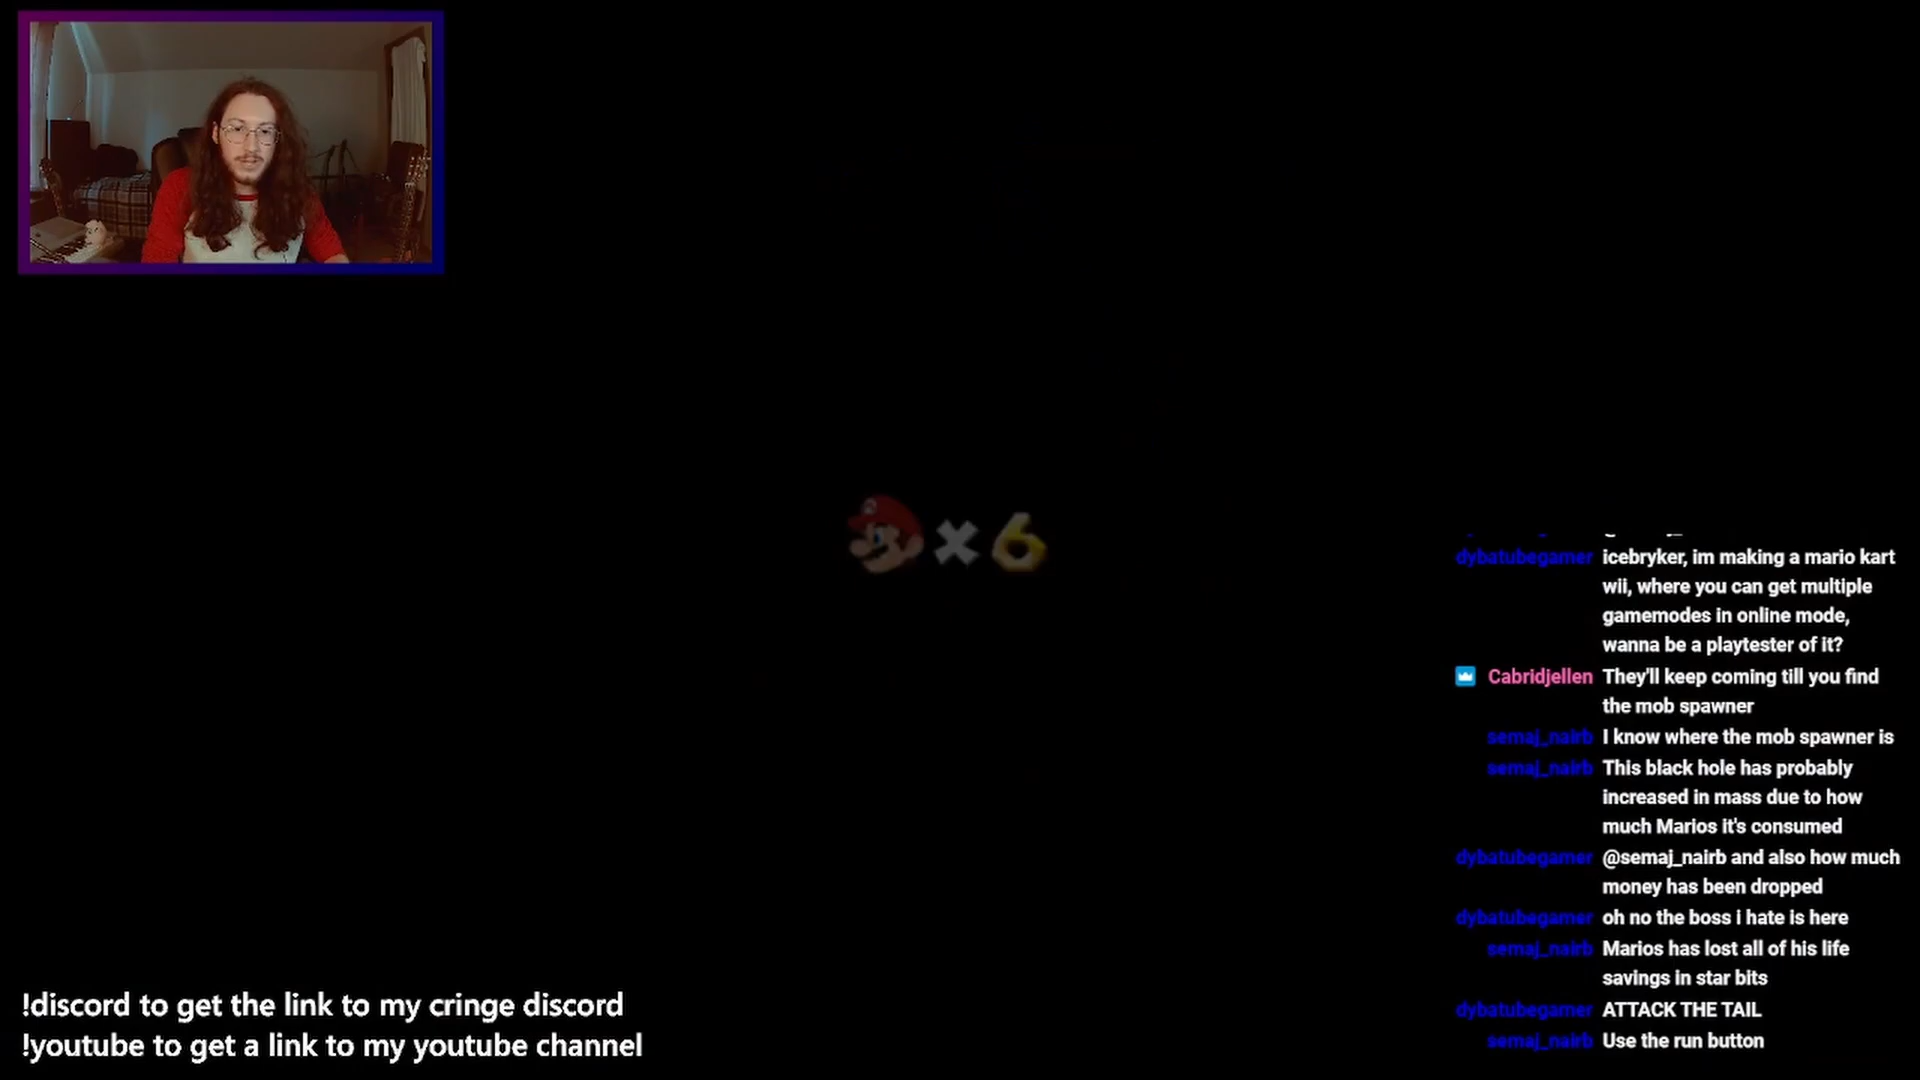 ×6
dybatubegamer icebryker, im making a mario kart
wii, where you can get multiple
gamemodes in online mode,
wanna be a playtester of it?
Cabridjellen They'll keep coming till you find
the mob spawner
semaj_nairb I know where the mob spawner is
semaj_nairb This black hole has probably
increased in mass due to how
much Marios it's consumed
dybatubegamer @semaj_nairb and also how much
money has been dropped
dybatubegamer oh no the boss i hate is here
semaj_nairb Marios has lost all of his life
savings in star bits
dybatubegamer ATTACK THE TAIL
semaj_nairb Use the run button
!discord to get the link to my cringe discord
!youtube to get a link to my youtube channel